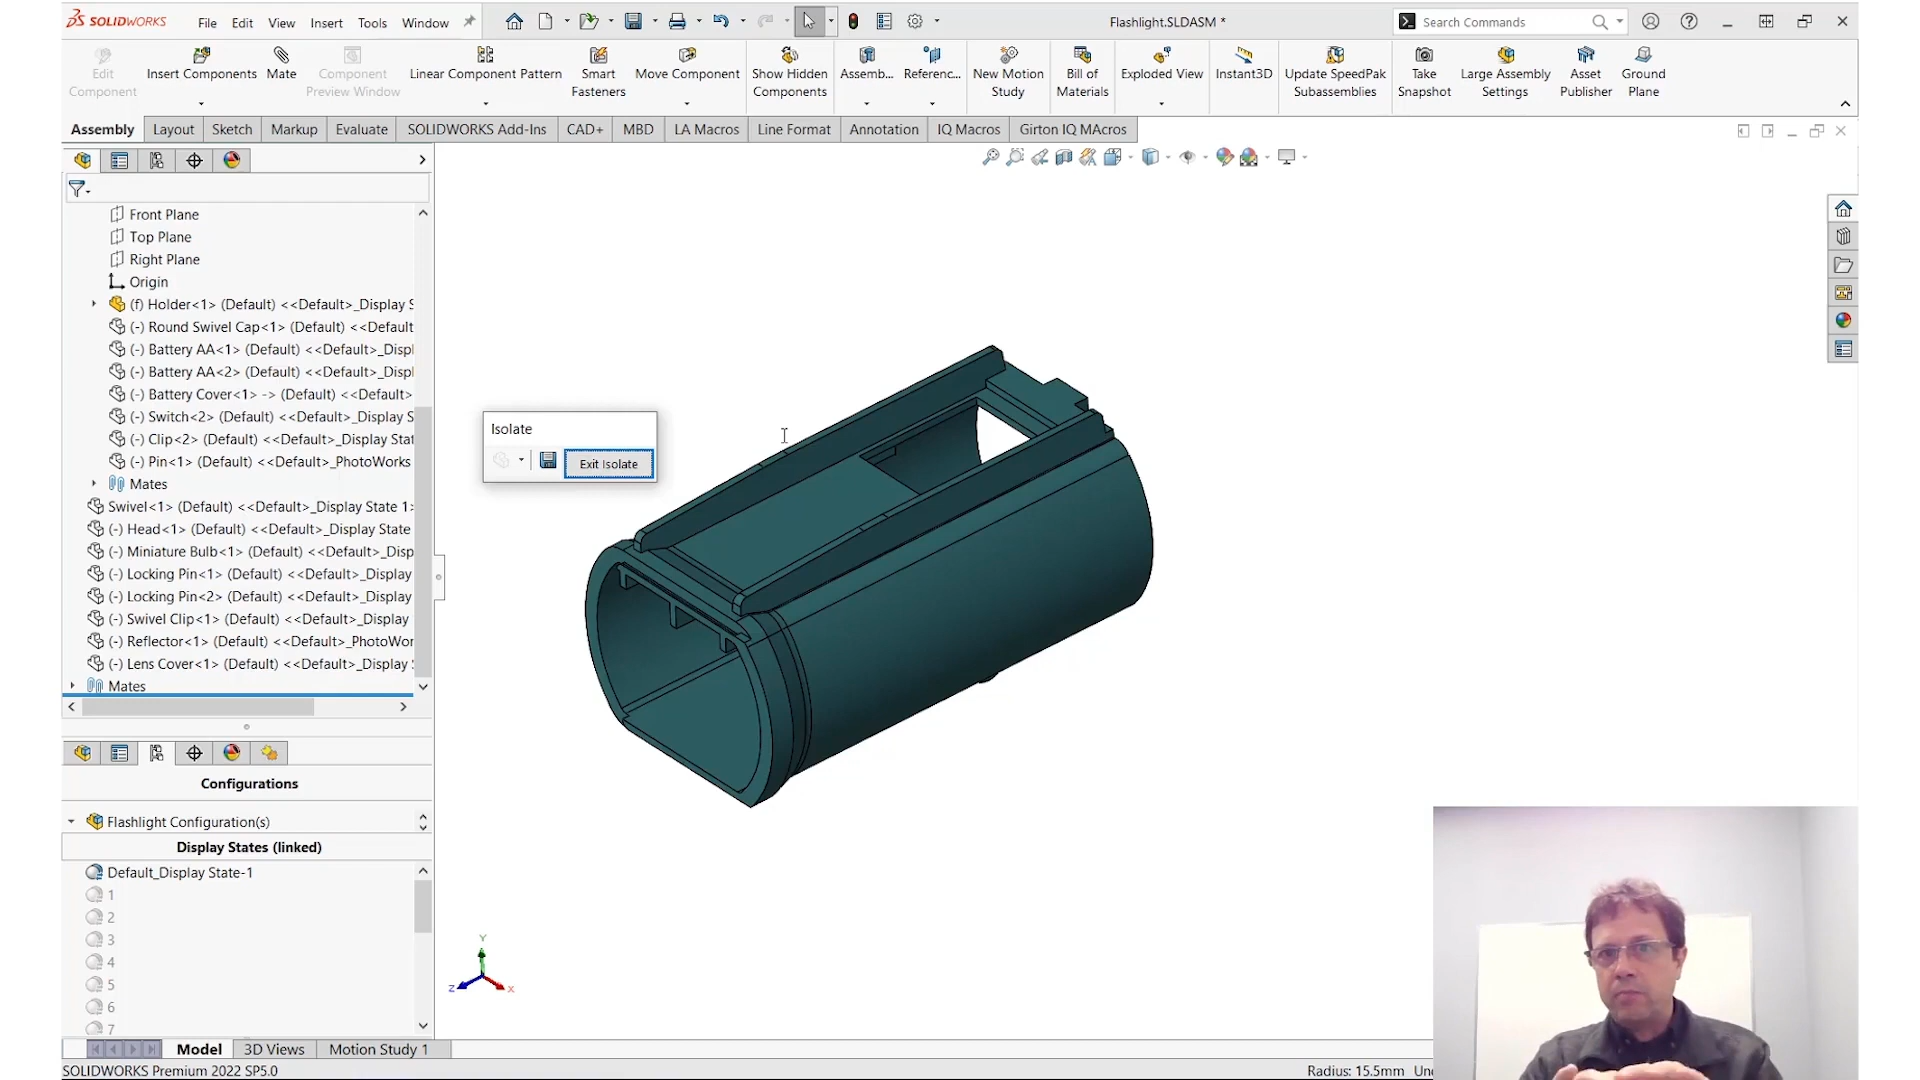 SOLIDWORKS File Edit View Insert Tools Window Flashlight.SLDASM * Search Commands
Edit Component
Insert Components
Mate
Component Preview Window
Linear Component Pattern
Smart Fasteners
Move Component
Show Hidden Components
Assemb...
Referenc...
New Motion Study
Bill of Materials
Exploded View
Instant3D
Update SpeedPak Subassemblies
Take Snapshot
Large Assembly Settings
Asset Publisher
Ground Plane
Assembly Layout Sketch Markup Evaluate SOLIDWORKS Add-Ins CAD+ MBD LA Macros Line Format Annotation IQ Macros Girton IQ MAcros
Front Plane
Top Plane
Right Plane
Origin
(f) Holder<1> (Default) <<Default>_Display S
(-) Round Swivel Cap<1> (Default) <<Default
(-) Battery AA<1> (Default) <<Default>_Displ
(-) Battery AA<2> (Default) <<Default>_Displ
(-) Battery Cover<1> -> (Default) <<Default>
(-) Switch<2> (Default) <<Default>_Display S
(-) Clip<2> (Default) <<Default>_Display Stat
(-) Pin<1> (Default) <<Default>_PhotoWorks
Mates
Swivel<1> (Default) <<Default>_Display State 1>
(-) Head<1> (Default) <<Default>_Display State
(-) Miniature Bulb<1> (Default) <<Default>_Disp
(-) Locking Pin<1> (Default) <<Default>_Display
(-) Locking Pin<2> (Default) <<Default>_Display
(-) Swivel Clip<1> (Default) <<Default>_Display
(-) Reflector<1> (Default) <<Default>_PhotoWor
(-) Lens Cover<1> (Default) <<Default>_Display
Mates
Isolate
Exit Isolate
Configurations
Flashlight Configuration(s)
Display States (linked)
Default_Display State-1
1
2
3
4
5
6
7
Y
Z X
Model 3D Views Motion Study 1
SOLIDWORKS Premium 2022 SP5.0 Radius: 15.5mm